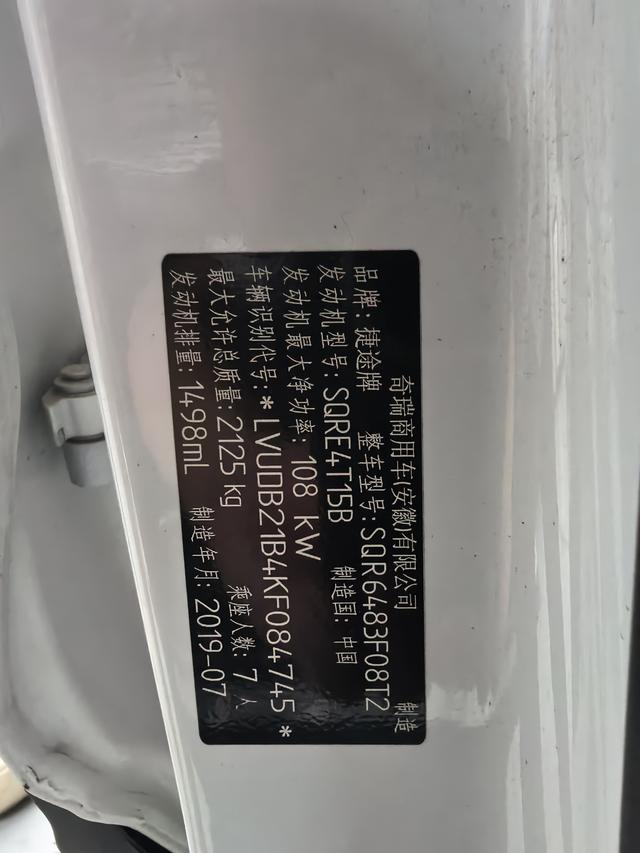 奇瑞商用车(安徽)有限公司 制造
品牌:捷途牌 整车型号:SQR6483F08T2
发动机型号:SQRE4T15B 制造国:中国
发动机最大净功率:108 kW
车辆识别代号:*LVUDB21B4KF084745*
最大允许总质量:2125 kg 乘座人数:7人
发动机排量:1498mL 制造年月:2019-07